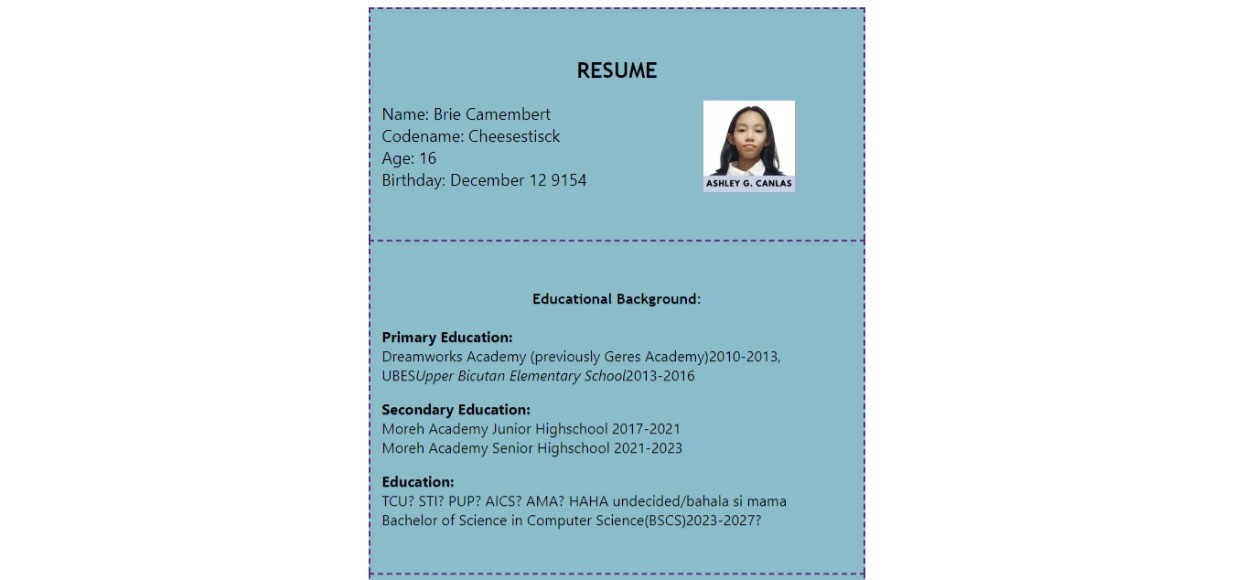 RESUME
Name: Brie Camembert
Codename: Cheesestisck
Age: 16
Birthday: December 12 9154
ASHLEY G. CANLAS
Educational Background:
Primary Education:
Dreamworks Academy (previously Geres Academy)2010-2013,
UBESUpper Bicutan Elementary School2013-2016
Secondary Education:
Moreh Academy Junior Highschool 2017-2021
Moreh Academy Senior Highschool 2021-2023
Education:
TCU? STI? PUP? AICS? AMA? HAHA undecided/bahala si mama
Bachelor of Science in Computer Science(BSCS)2023-2027?